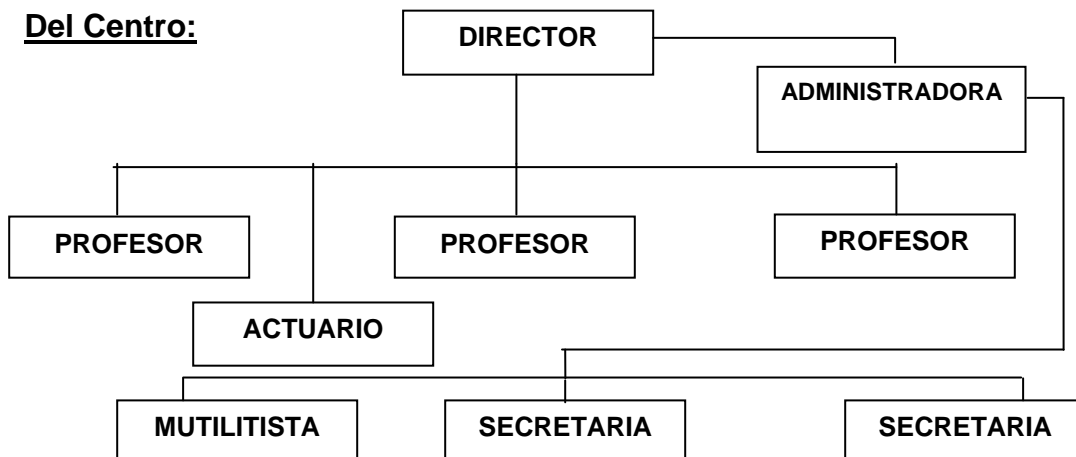 Del Centro:
DIRECTOR
ADMINISTRADORA
PROFESOR
PROFESOR
PROFESOR
ACTUARIO
MUTILITISTA
SECRETARIA
SECRETARIA